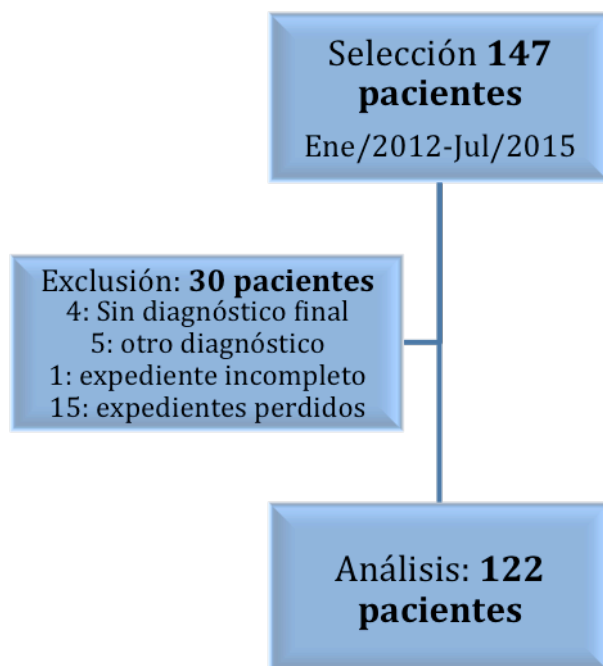 Selección 147
pacientes
Ene/2012-Jul/2015
Exclusión: 30 pacientes
4: Sin diagnóstico final
5: otro diagnóstico
1: expediente incompleto
15: expedientes perdidos
Análisis: 122
pacientes